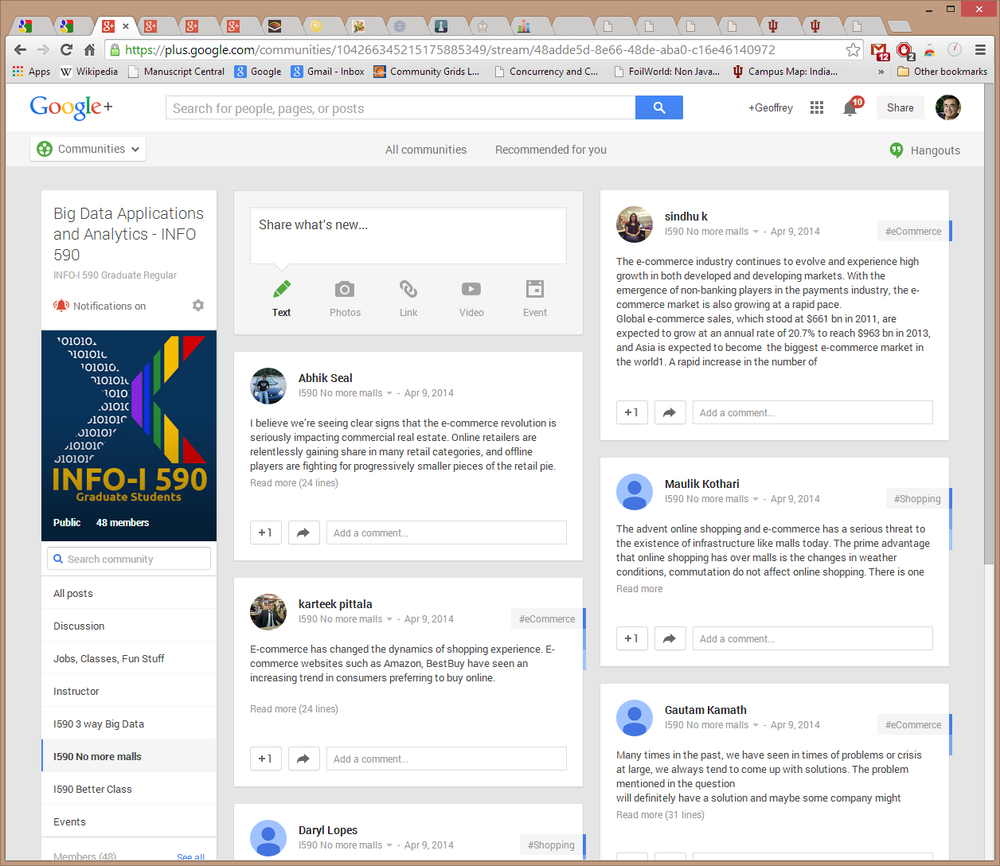 https://plus.google.com/communities/104266345215175885349/stream/48adde5d-8e66-48de-aba0-c16e46140972
12
2
Apps
Wikipedia
Manuscript Central
Google
Gmail - Inbox
Community Grids L...
Concurrency and C...
FoilWorld: Non Java...
Campus Map: India...
»
Other bookmarks
Google+
Search for people, pages, or posts
+Geoffrey
10
Share
Communities
All communities
Recommended for you
Hangouts
Big Data Applications
and Analytics - INFO
590
INFO-I 590 Graduate Regular
Notifications on
INFO-I 590
Graduate Students
Public
48 members
Search community
All posts
Discussion
Jobs, Classes, Fun Stuff
Instructor
I590 3 way Big Data
I590 No more malls
I590 Better Class
Events
Members (48)
See all
Share what's new...
Text
Photos
Link
Video
Event
Abhik Seal
I590 No more malls - Apr 9, 2014
I believe we're seeing clear signs that the e-commerce revolution is
seriously impacting commercial real estate. Online retailers are
relentlessly gaining share in many retail categories, and offline
players are fighting for progressively smaller pieces of the retail pie.
Read more (24 lines)
+1
Add a comment...
karteek pittala
I590 No more malls - Apr 9, 2014
#eCommerce
E-commerce has changed the dynamics of shopping experience. E-
commerce websites such as Amazon, BestBuy have seen an
increasing trend in consumers preferring to buy online.
Read more (24 lines)
+1
Add a comment...
Daryl Lopes
I590 No more malls - Apr 9, 2014
#Shopping
sindhu k
I590 No more malls - Apr 9, 2014
#eCommerce
The e-commerce industry continues to evolve and experience high
growth in both developed and developing markets. With the
emergence of non-banking players in the payments industry, the e-
commerce market is also growing at a rapid pace.
Global e-commerce sales, which stood at $661 bn in 2011, are
expected to grow at an annual rate of 20.7% to reach $963 bn in 2013,
and Asia is expected to become  the biggest e-commerce market in
the world1. A rapid increase in the number of
+1
Add a comment...
Maulik Kothari
I590 No more malls - Apr 9, 2014
#Shopping
The advent online shopping and e-commerce has a serious threat to
the existence of infrastructure like malls today. The prime advantage
that online shopping has over malls is the changes in weather
conditions, commutation do not affect online shopping. There is one
Read more
+1
Add a comment...
Gautam Kamath
I590 No more malls - Apr 9, 2014
#eCommerce
Many times in the past, we have seen in times of problems or crisis
at large, we always tend to come up with solutions. The problem
mentioned in the question
will definitely have a solution and maybe some company might
Read more (31 lines)